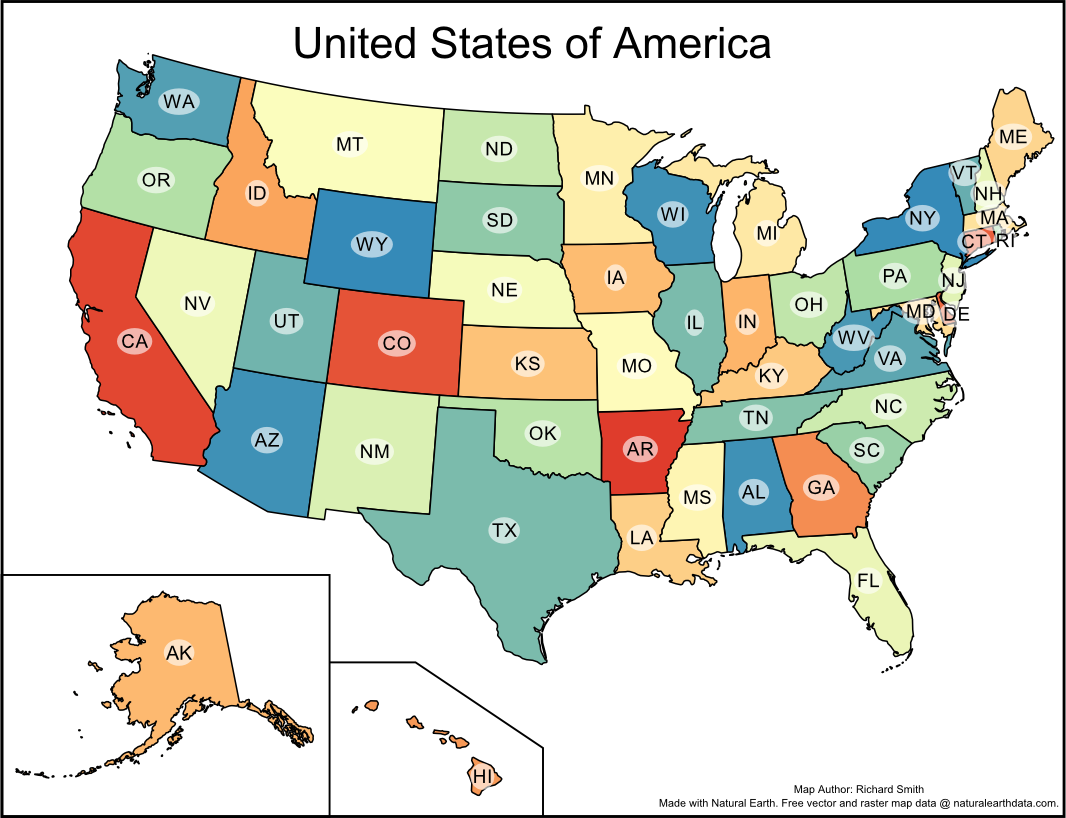 United States of America
WA
MT
ND
ME
OR
ID
MN
VT
NH
SD
WI
NY
MA
WY
MI
CT
RI
IA
PA
NJ
NV
NE
OH
UT
IL
IN
MD
DE
CA
CO
WV
VA
KS
MO
KY
NC
TN
AZ
OK
NM
AR
SC
MS
AL
GA
TX
LA
FL
AK
HI
Map Author: Richard Smith
Made with Natural Earth. Free vector and raster map data @ naturalearthdata.com.